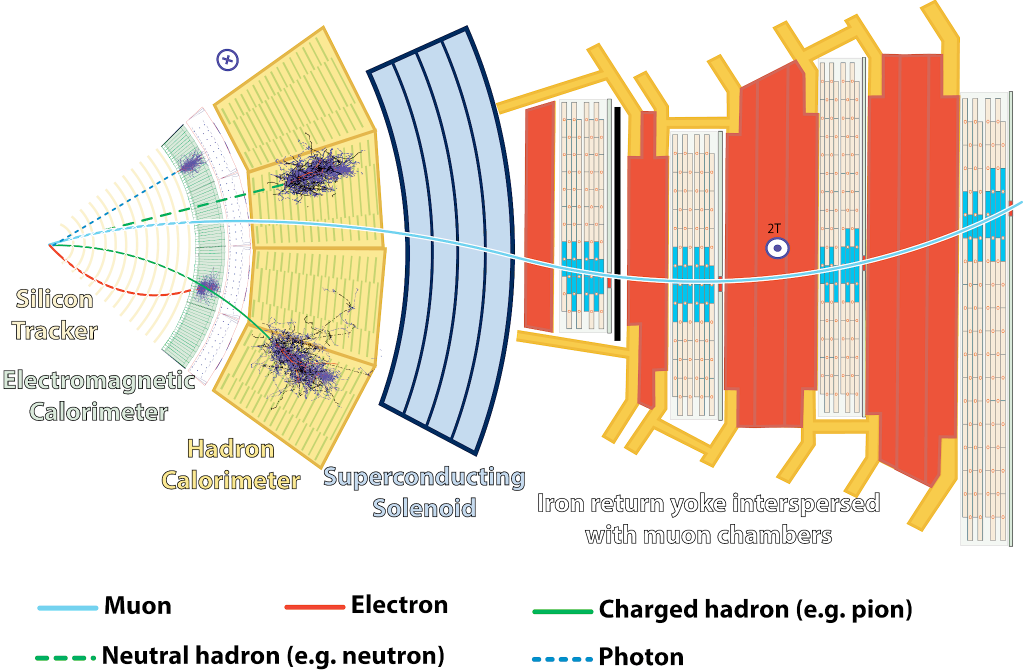 2T
Silicon
Tracker
Electromagnetic
Calorimeter
Hadron
Calorimeter
Superconducting
Solenoid
Iron return yoke interspersed
with muon chambers
Muon
Electron
Charged hadron (e.g. pion)
Neutral hadron (e.g. neutron)
Photon